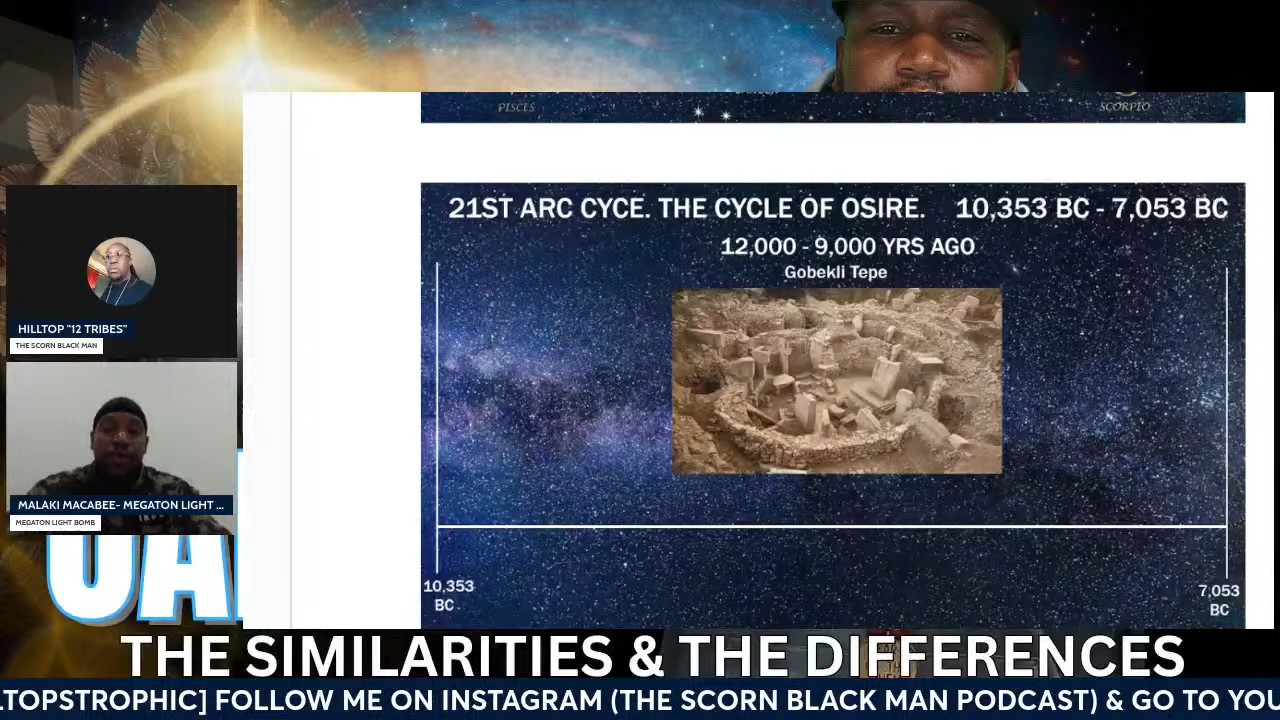 PISCES
SCORPIO
21ST ARC CYCE. THE CYCLE OF OSIRE. 10,353 BC - 7,053 BC
12,000 - 9,000 YRS AGO
Gobekli Tepe
10,353
BC
7,053
BC
HILLTOP "12 TRIBES"
THE SCORN BLACK MAN
MALAKI MACABEE- MEGATON LIGHT ...
MEGATON LIGHT BOMB
UA
THE SIMILARITIES & THE DIFFERENCES
LTOPSTROPHIC] FOLLOW ME ON INSTAGRAM (THE SCORN BLACK MAN PODCAST) & GO TO YOU